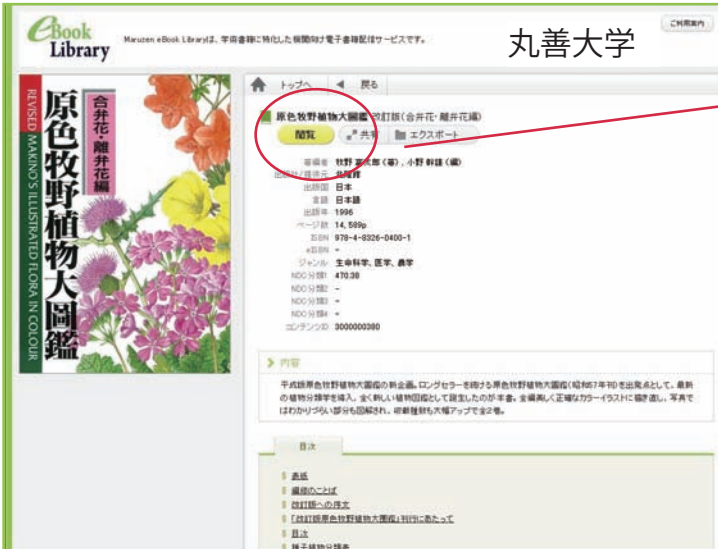 eBook Library
Maruzen eBook Libraryは、学術書籍に特化した機関向け電子書籍配信サービスです。
丸善大学
ご利用案内
トップへ
戻る
原色牧野植物大圖鑑 改訂版(合弁花・離弁花編)
閲覧
共有
エクスポート
著編者 牧野 富太郎(著), 小野 幹雄(編)
出版社/提供元 北隆館
出版国 日本
言語 日本語
出版年 1996
ページ数 14, 589p
ISBN 978-4-8326-0400-1
eISBN -
ジャンル 生命科学、医学、農学
NDC分類1 470.38
NDC分類2 -
NDC分類3 -
NDC分類4 -
コンテンツID 3000000380
合弁花・離弁花編
原色牧野植物大圖鑑
REVISED MAKINO'S ILLUSTRATED FLORA IN COLOUR
内容
平成版原色牧野植物大圖鑑の新企画。ロングセラーを続ける原色牧野植物大圖鑑(昭和57年刊)を出発点として、最新
の植物分類学を導入。全く新しい植物図鑑として誕生したのが本書。全編美しく正確なカラーイラストに描き直し、写真で
はわかりづらい部分も図解され、収載種数も大幅アップで全2巻。
目次
表紙
編修のことば
改訂版への序文
「改訂版原色牧野植物大圖鑑」刊行にあたって
目次
種子植物分類表